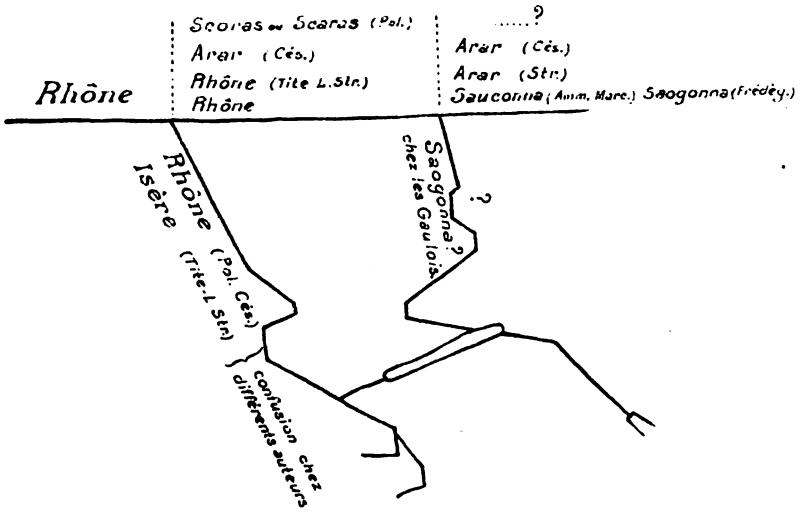 Rhône
Scoras ou Scaras (Pol.)
Arar (Cés.)
Rhône (Tite L. Str.)
Rhône
......?
Arar (Cés.)
Arar (Str.)
Sauconna (Amm. Marc.) Saogonna (Frédég.)
Rhône (Pol. Cés.)
Isère (Tite-L Str.)
confusion chez
différents auteurs
Saogonna?
chez les Gaulois.
?